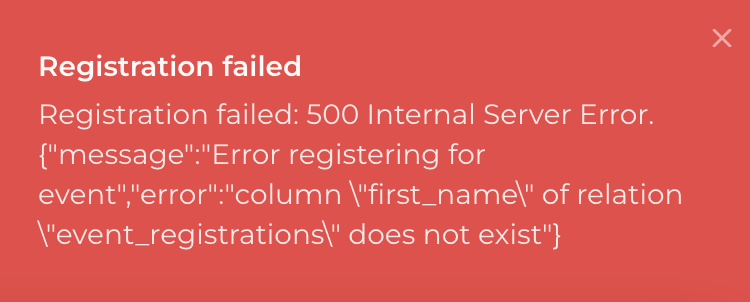 Registration failed
Registration failed: 500 Internal Server Error.
{"message":"Error registering for
event","error":"column \"first_name\" of relation
\"event_registrations\" does not exist"}